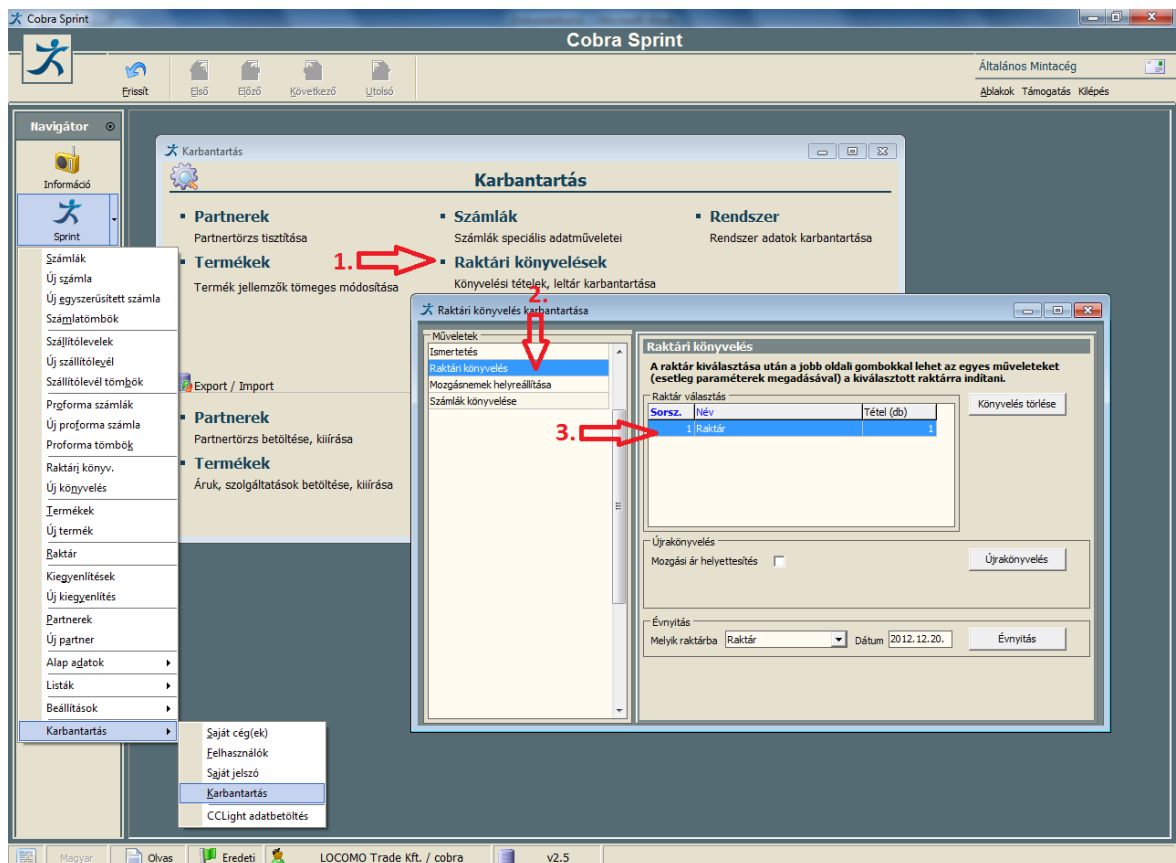 Cobra Sprint
Cobra Sprint
Frissít
Első
Előző
Következő
Utolsó
Általános Mintacég
Ablakok Támogatás Kilépés
Navigátor
Információ
Sprint
Számlák
Új számla
Új egyszerűsített számla
Számlatömbök
Szállítólevelek
Új szállítólevél
Szállítólevél tömbök
Proforma számlák
Új proforma számla
Proforma tömbök
Raktári könyv.
Új könyvelés
Termékek
Új termék
Raktár
Kiegyenlítések
Új kiegyenlítés
Partnerek
Új partner
Alap adatok
Listák
Beállítások
Karbantartás
Saját cég(ek)
Felhasználók
Saját jelszó
Karbantartás
CCLight adatbetöltés
Karbantartás
Karbantartás
Partnerek
Partnertörzs tisztítása
Termékek
Termék jellemzők tömeges módosítása
Számlák
Számlák speciális adatműveletei
1.
Raktári könyvelések
Könyvelési tételek, leltár karbantartása
Rendszer
Rendszer adatok karbantartása
Export / Import
Partnerek
Partnertörzs betöltése, kiiírása
Termékek
Áruk, szolgáltatások betöltése, kiiírása
2.
Raktári könyvelés karbantartása
Műveletek
Ismertetés
Raktári könyvelés
Mozgásnemek helyreállítása
Számlák könyvelése
Raktári könyvelés
A raktár kiválasztása után a jobb oldali gombokkal lehet az egyes műveleteket
(esetleg paraméterek megadásával) a kiválasztott raktárra
indítani.
Raktár választás
Sorsz. Név Tétel (db)
3.
1 Raktár 1
Könyvelés törlése
Újrakönyvelés
Mozgási ár helyettesítés
Újrakönyvelés
Évnyitás
Melyik raktárba Raktár Dátum 2012.12.20. Évnyitás
Magyar Olvas Eredeti LOCOMO Trade Kft. / cobra v2.5